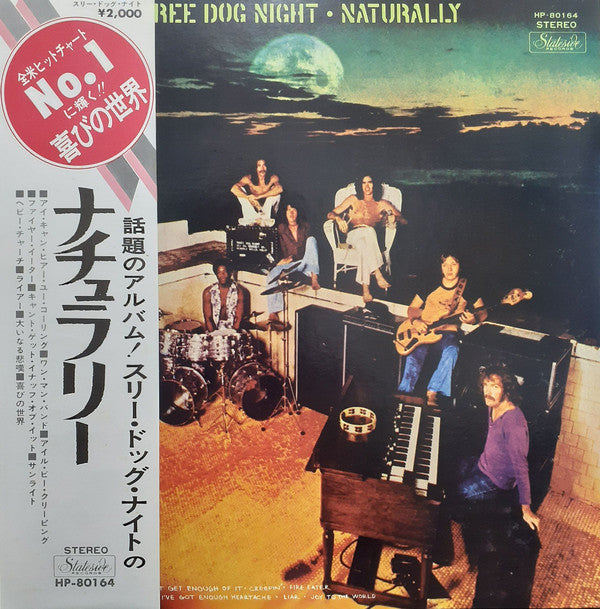 スリー・ドッグ・ナイト
¥2,000
全米ヒットチャート
No.1
に輝く!!
喜びの世界
話題のアルバム!スリー・ドッグ・ナイトの
ナチュラリー
■アイ・キャン・ヒアー・ユー・コーリング■ワン・マン・バンド■アイル・ビー・クリーピング
■ファイヤー・イーター■キャント・ゲット・イナッフ・オブ・イット■サンライト
■ヘビー・チャーチ■ライアー■大いなる悲嘆■喜びの世界
STEREO
Stateside
RECORDS
HP-80164
REE DOG NIGHT • NATURALLY
HP-80164
STEREO
Stateside
RECORDS
T GET ENOUGH OF IT • CREEPIN' • FIRE EATER
'VE GOT ENOUGH HEARTACHE • LIAR • JOY TO THE WORLD